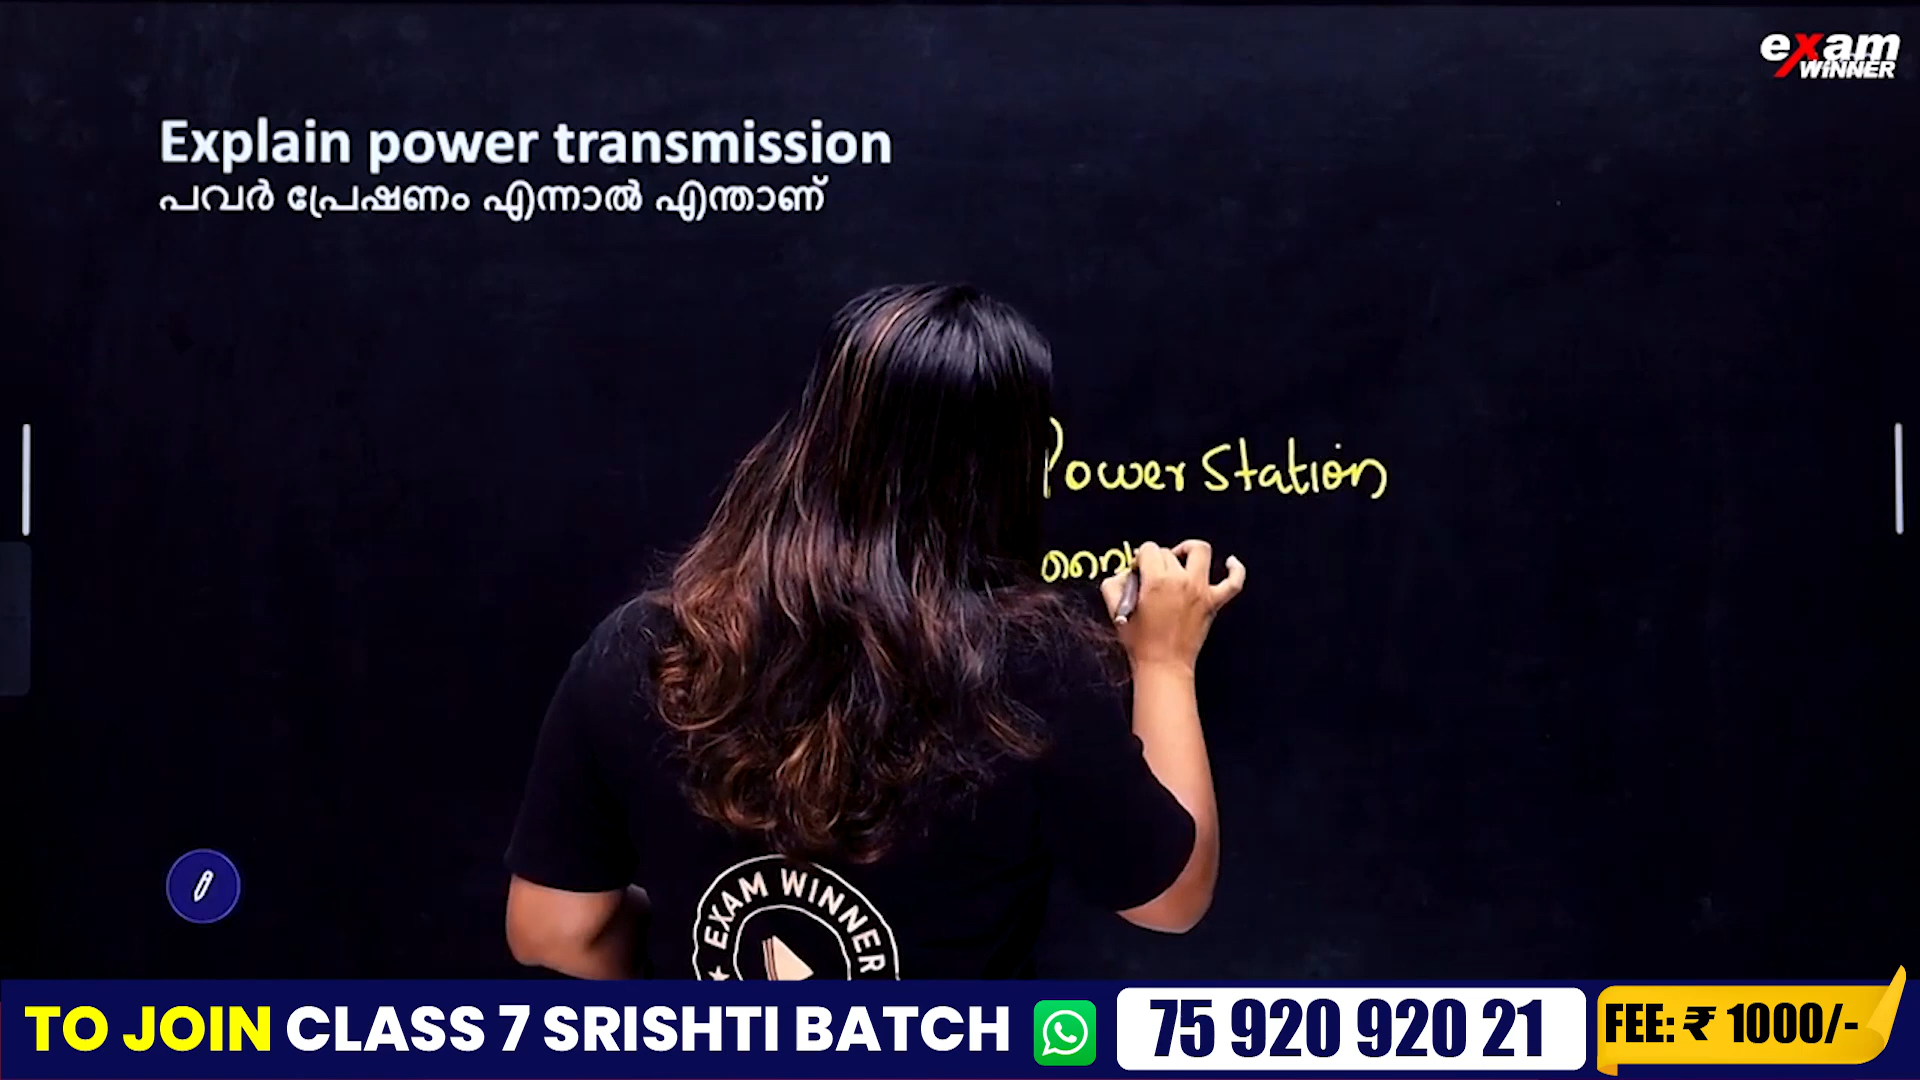 exam
WINNER
Explain power transmission
പവർ പ്രേഷണം എന്നാൽ എന്താണ്
Power Station
EXAM WINNER
TO JOIN CLASS 7 SRISHTI BATCH 75 920 920 21 FEE: ₹ 1000/-